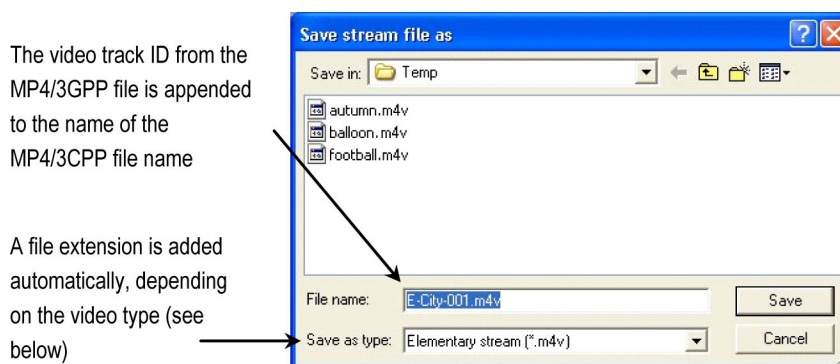 The video track ID from the
MP4/3GPP file is appended
to the name of the
MP4/3CPP file name
A file extension is added
automatically, depending
on the video type (see
below)
Save stream file as
Save in: Temp
autumn.m4v
balloon.m4v
football.m4v
File name: E-City-001.m4v Save
Save as type: Elementary stream (*.m4v) Cancel